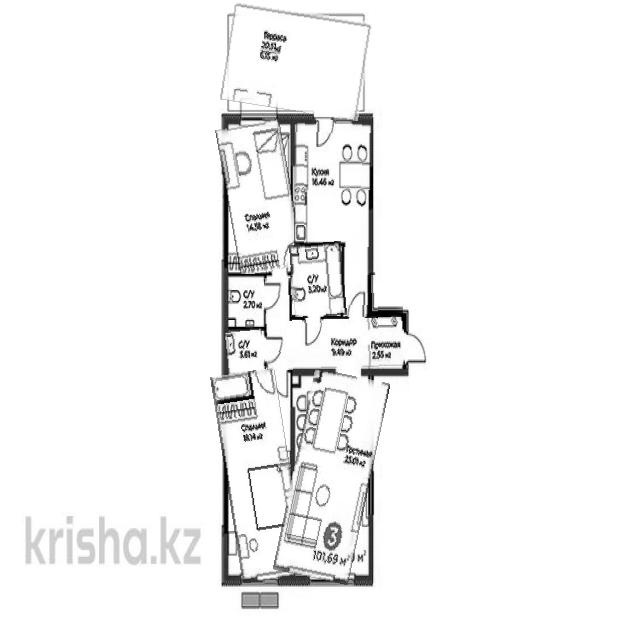 Терраса
20.51 м2
6.15 м2
Кухня
16.46 м2
Спальня
14.38 м2
С/У
3.20 м2
С/У
2.70 м2
Коридор
Прихожая
2.55 м2
С/У
3.61 м2
Спальня
18.14 м2
Гостиная
25.01 м2
3
101,69 м²
м²
krisha.kz